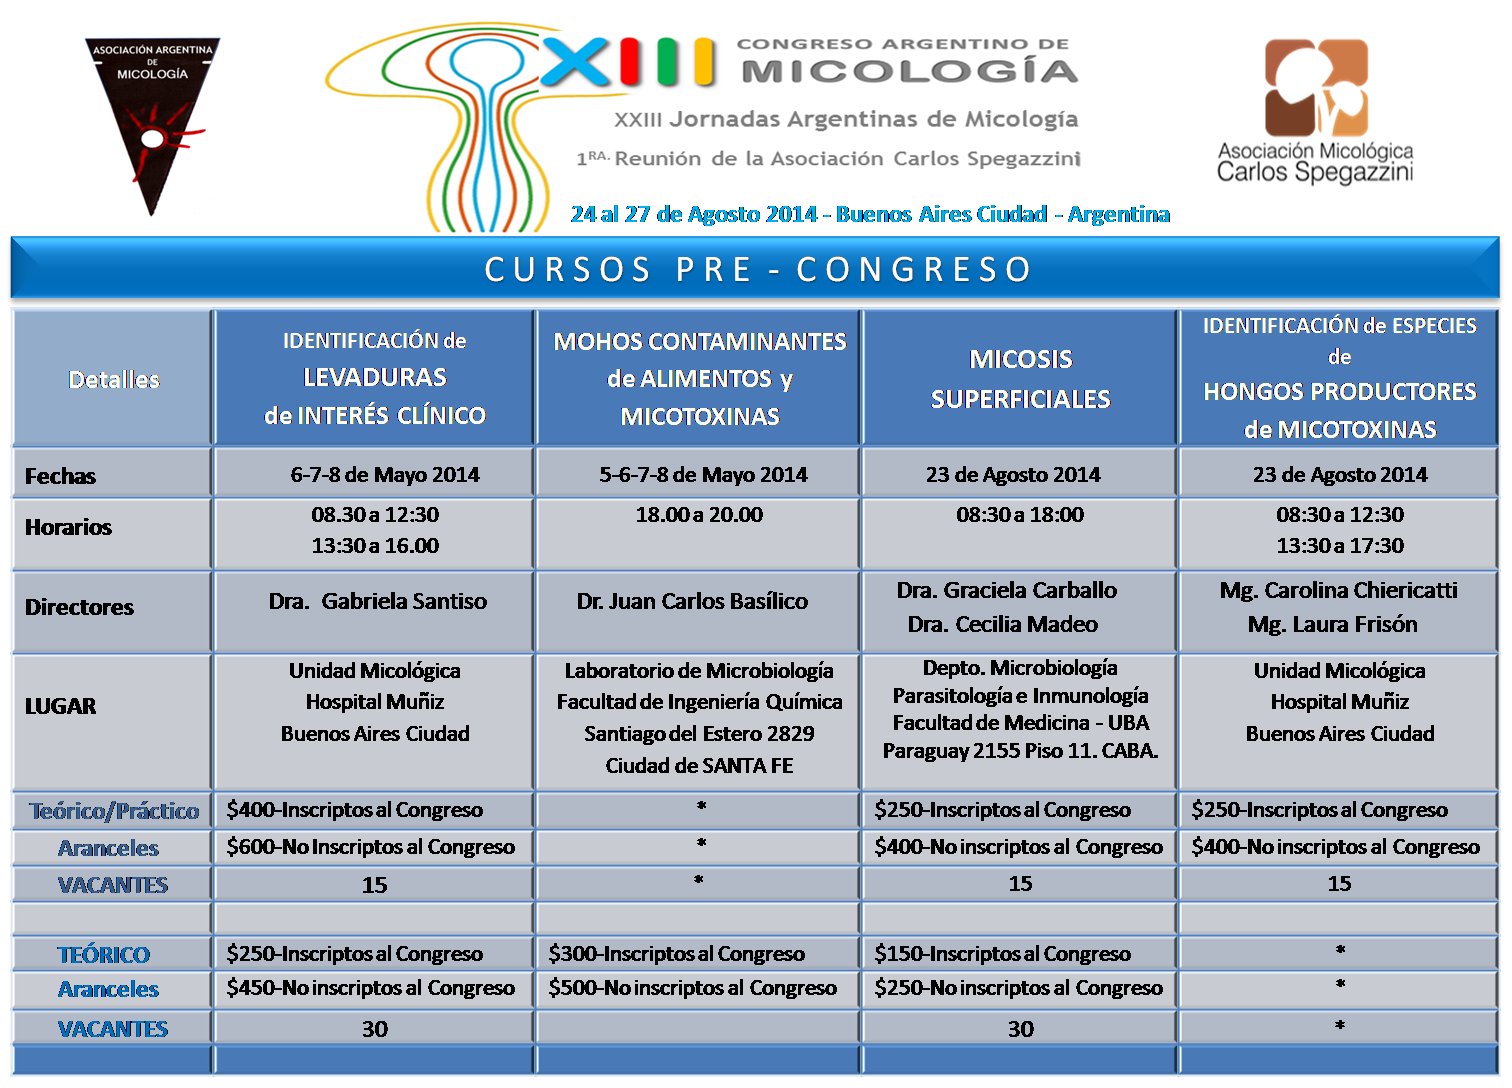 ASOCIACIÓN ARGENTINA
DE
MICOLOGÍA
XIII CONGRESO ARGENTINO DE
MICOLOGÍA
XXIII Jornadas Argentinas de Micología
1RA. Reunión de la Asociación Carlos Spegazzini
24 al 27 de Agosto 2014 - Buenos Aires Ciudad - Argentina
Asociación Micológica
Carlos Spegazzini
CURSOS PRE - CONGRESO
Detalles
IDENTIFICACIÓN de
LEVADURAS
de INTERÉS CLÍNICO
MOHOS CONTAMINANTES
de ALIMENTOS y
MICOTOXINAS
MICOSIS
SUPERFICIALES
IDENTIFICACIÓN de ESPECIES
de
HONGOS PRODUCTORES
de MICOTOXINAS
Fechas
6-7-8 de Mayo 2014
5-6-7-8 de Mayo 2014
23 de Agosto 2014
23 de Agosto 2014
Horarios
08.30 a 12:30
13:30 a 16.00
18.00 a 20.00
08:30 a 18:00
08:30 a 12:30
13:30 a 17:30
Directores
Dra. Gabriela Santiso
Dr. Juan Carlos Basílico
Dra. Graciela Carballo
Dra. Cecilia Madeo
Mg. Carolina Chiericatti
Mg. Laura Frisón
LUGAR
Unidad Micológica
Hospital Muñiz
Buenos Aires Ciudad
Laboratorio de Microbiología
Facultad de Ingeniería Química
Santiago del Estero 2829
Ciudad de SANTA FE
Depto. Microbiología
Parasitología e Inmunología
Facultad de Medicina - UBA
Paraguay 2155 Piso 11. CABA.
Unidad Micológica
Hospital Muñiz
Buenos Aires Ciudad
Teórico/Práctico
$400-Inscriptos al Congreso
*
$250-Inscriptos al Congreso
$250-Inscriptos al Congreso
Aranceles
$600-No Inscriptos al Congreso
*
$400-No inscriptos al Congreso
$400-No inscriptos al Congreso
VACANTES
15
*
15
15
TEÓRICO
$250-Inscriptos al Congreso
$300-Inscriptos al Congreso
$150-Inscriptos al Congreso
*
Aranceles
$450-No inscriptos al Congreso
$500-No inscriptos al Congreso
$250-No inscriptos al Congreso
*
VACANTES
30
30
*